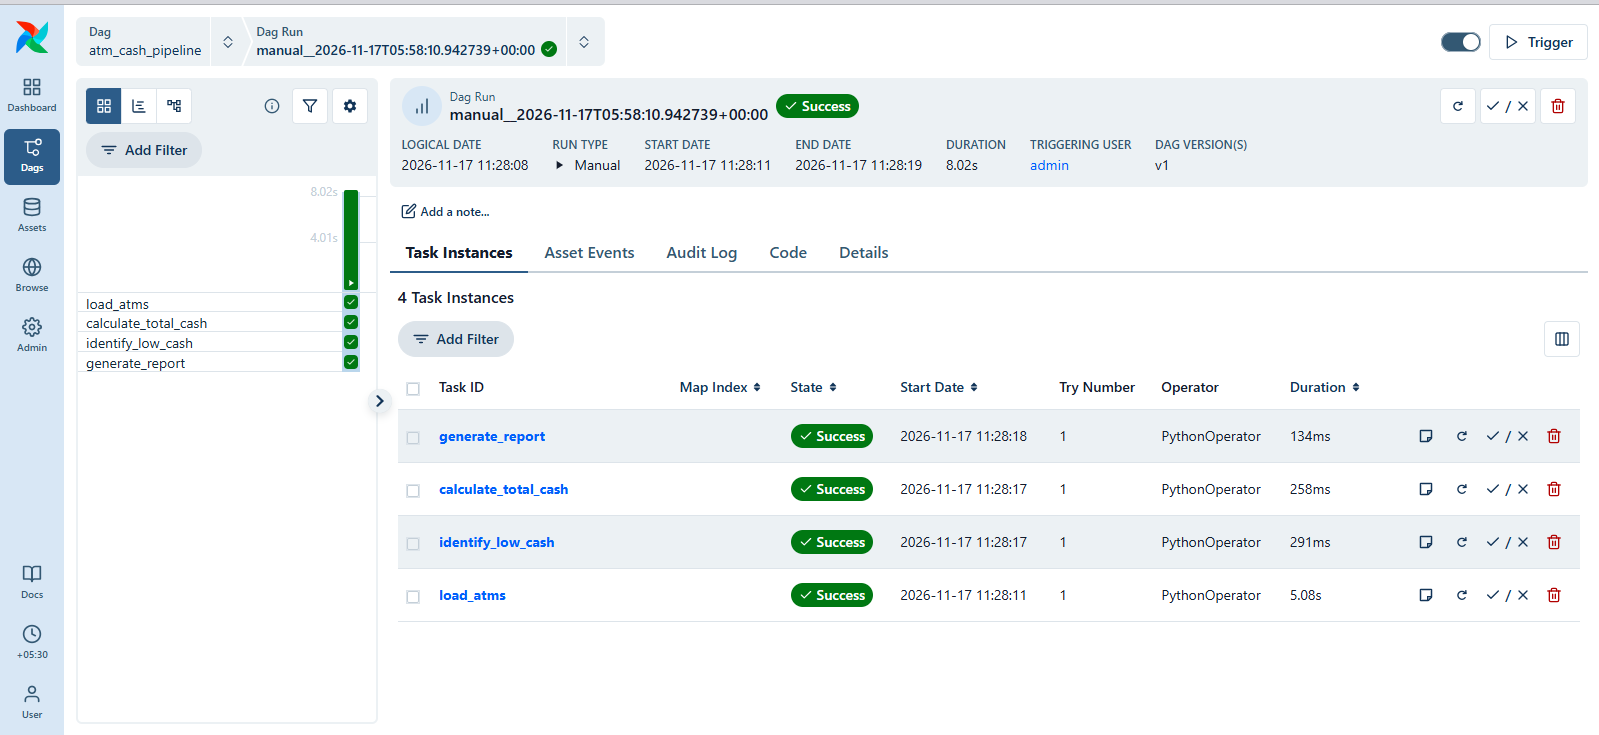 Dag
atm_cash_pipeline
Dag Run
manual__2026-11-17T05:58:10.942739+00:00
Trigger
Dashboard
Dags
Assets
Browse
Admin
Docs
+05:30
User
Add Filter
8.02s
4.01s
load_atms
calculate_total_cash
identify_low_cash
generate_report
Dag Run
manual__2026-11-17T05:58:10.942739+00:00 Success
/
LOGICAL DATE RUN TYPE START DATE END DATE DURATION TRIGGERING USER DAG VERSION(S)
2026-11-17 11:28:08 Manual 2026-11-17 11:28:11 2026-11-17 11:28:19 8.02s admin v1
Add a note...
Task Instances Asset Events Audit Log Code Details
4 Task Instances
Add Filter
Task ID Map Index State Start Date Try Number Operator Duration
generate_report Success 2026-11-17 11:28:18 1 PythonOperator 134ms /
calculate_total_cash Success 2026-11-17 11:28:17 1 PythonOperator 258ms /
identify_low_cash Success 2026-11-17 11:28:17 1 PythonOperator 291ms /
load_atms Success 2026-11-17 11:28:11 1 PythonOperator 5.08s /